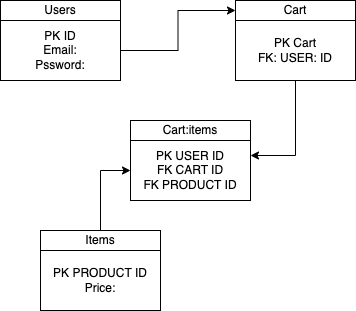 Users
PK ID
Email:
Pssword:
Cart
PK Cart
FK: USER: ID
Cart:items
PK USER ID
FK CART ID
FK PRODUCT ID
Items
PK PRODUCT ID
Price: